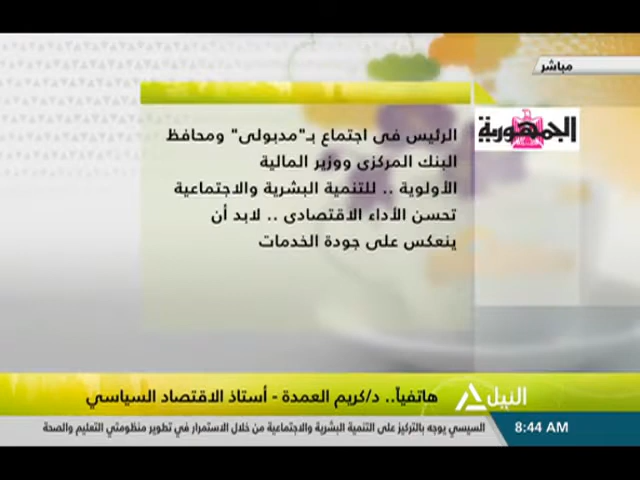 مباشر
الجمهورية
الرئيس فى اجتماع بـ"مدبولى" ومحافظ
البنك المركزى ووزير المالية
الأولوية .. للتنمية البشرية والاجتماعية
تحسن الأداء الاقتصادى .. لابد أن
ينعكس على جودة الخدمات
هاتفياً.. د/كريم العمدة - أستاذ الاقتصاد السياسي
النيل
السيسي يوجه بالتركيز على التنمية البشرية والاجتماعية من خلال الاستمرار في تطوير منظومتي التعليم والصحة
8:44 AM